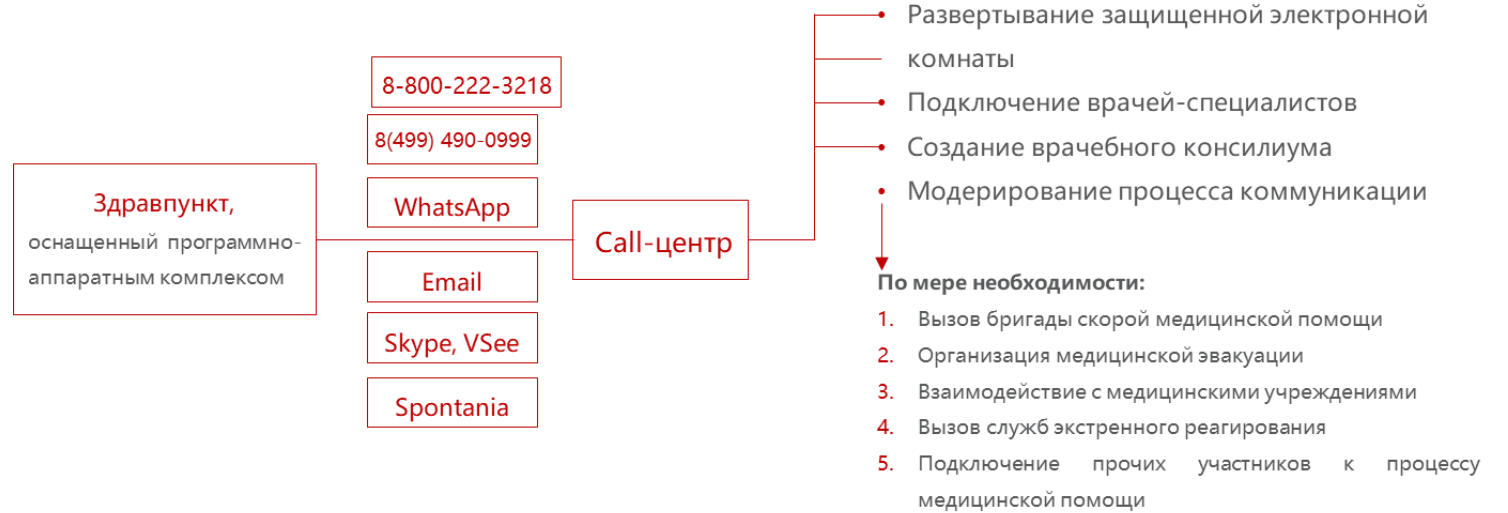 Здравпункт,
оснащенный программно-
аппаратным комплексом
8-800-222-3218
8(499) 490-0999
WhatsApp
Email
Skype, VSee
Spontania
Call-центр
• Развертывание защищенной электронной
комнаты
• Подключение врачей-специалистов
• Создание врачебного консилиума
• Модерирование процесса коммуникации
По мере необходимости:
1. Вызов бригады скорой медицинской помощи
2. Организация медицинской эвакуации
3. Взаимодействие с медицинскими учреждениями
4. Вызов служб экстренного реагирования
5. Подключение прочих участников к процессу
медицинской помощи